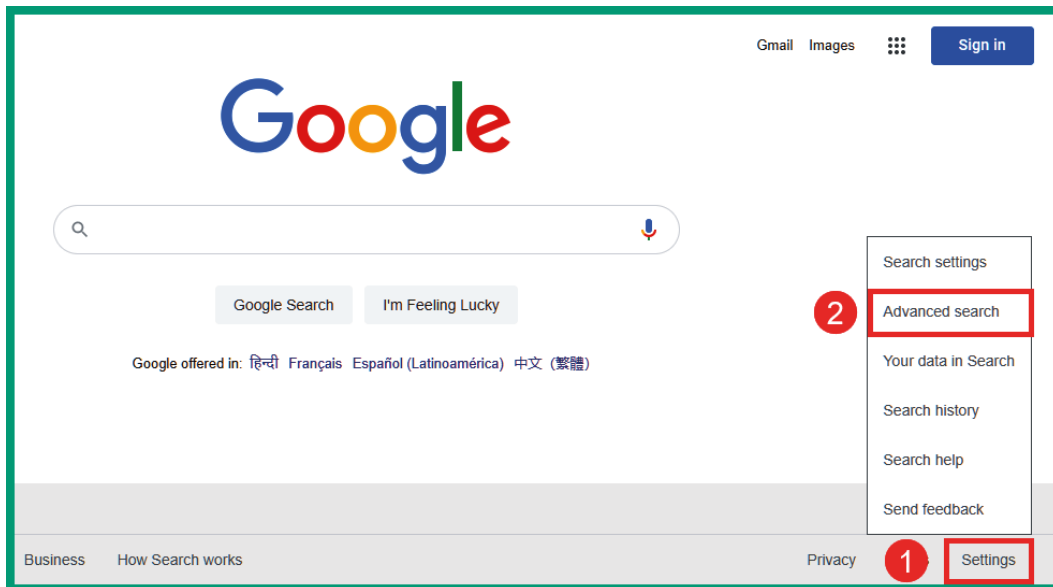 Gmail Images Sign in
Google
Google Search I'm Feeling Lucky
Google offered in: हिन्दी Français Español (Latinoamérica) 中文 (繁體)
Search settings
2 Advanced search
Your data in Search
Search history
Search help
Send feedback
Business How Search works Privacy 1 Settings